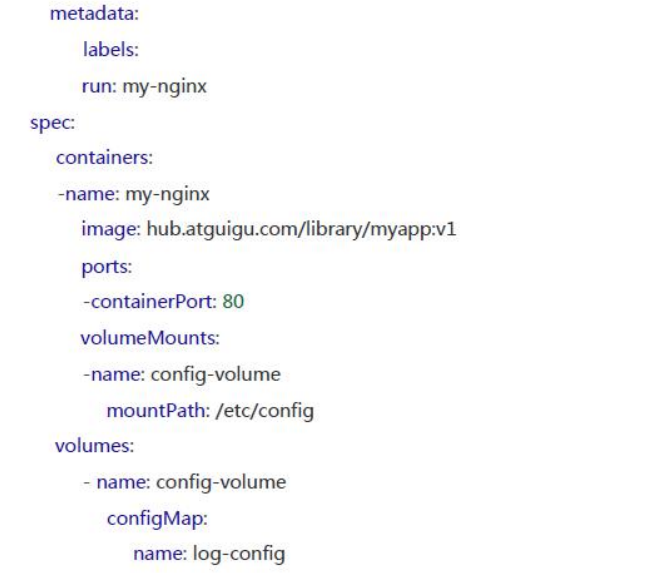 metadata:
labels:
run: my-nginx
spec:
containers:
-name: my-nginx
image: hub.atguigu.com/library/myapp:v1
ports:
-containerPort: 80
volumeMounts:
-name: config-volume
mountPath: /etc/config
volumes:
- name: config-volume
configMap:
name: log-config